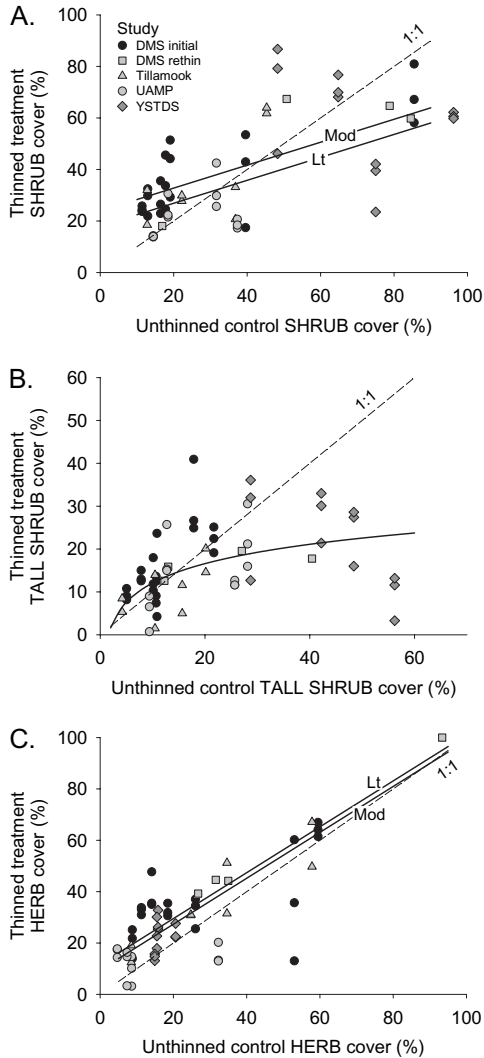 A.
Study
DMS initial
DMS rethin
Tillamook
UAMP
YSTDS
1:1
Mod
Lt
Thinned treatment
SHRUB cover (%)
100
80
60
40
20
0
0 20 40 60 80 100
Unthinned control SHRUB cover (%)
B.
1:1
Thinned treatment
TALL SHRUB cover (%)
60
50
40
30
20
10
0
0 20 40 60
Unthinned control TALL SHRUB cover (%)
C.
Lt
1:1
Mod
Thinned treatment
HERB cover (%)
100
80
60
40
20
0
0 20 40 60 80 100
Unthinned control HERB cover (%)